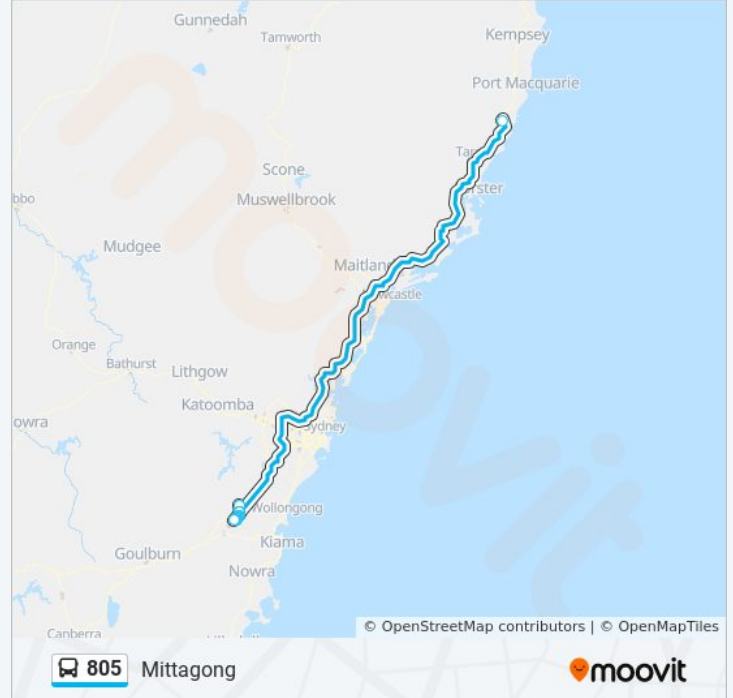 Gunnedah
Tamworth
Kempsey
Port Macquarie
Scone
Muswellbrook
Mudgee
Maitland
Orange
Bathurst
Lithgow
Katoomba
Sydney
Wollongong
Kiama
Goulburn
Nowra
Canberra
© OpenStreetMap contributors | © OpenMapTiles
805 Mittagong
moovit
moovit